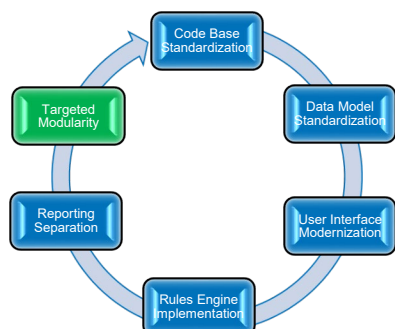 Code Base
Standardization
Data Model
Standardization
User Interface
Modernization
Rules Engine
Implementation
Reporting
Separation
Targeted
Modularity